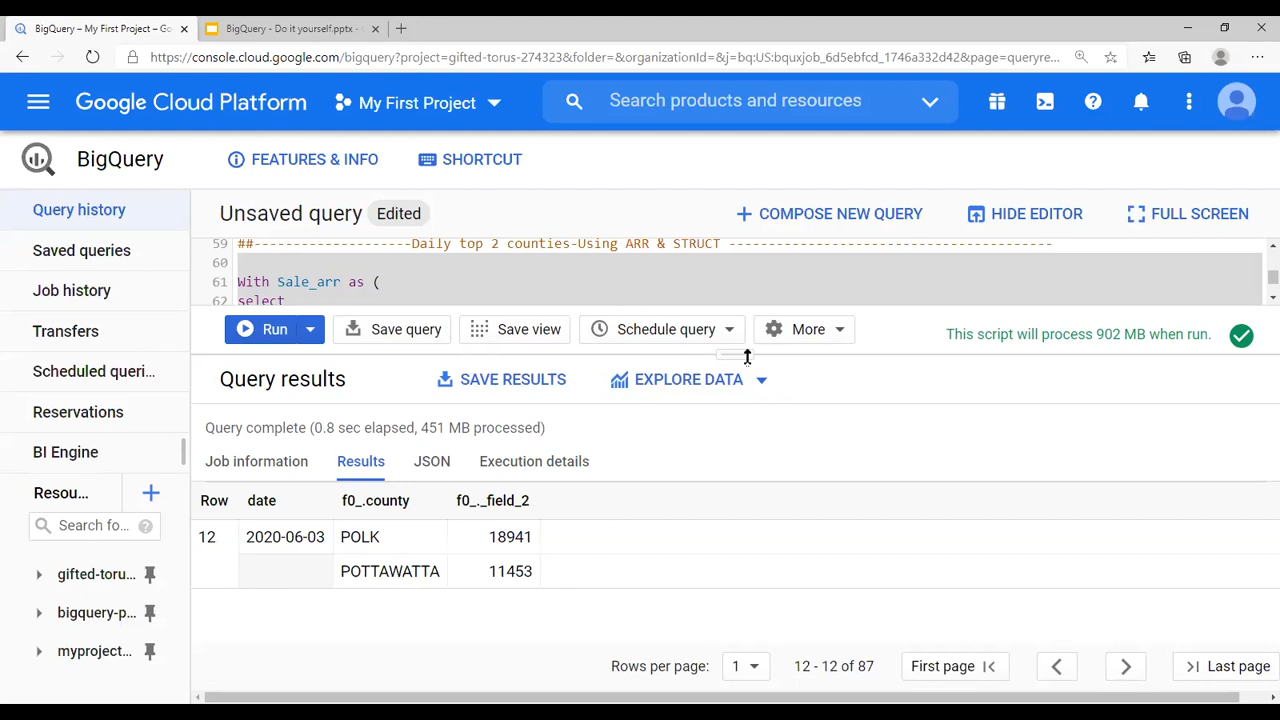 BigQuery – My First Project – Go
BigQuery - Do it yourself.pptx -
https://console.cloud.google.com/bigquery?project=gifted-torus-274323&folder=&organizationId=&j=bq:US:bquxjob_6d5ebfcd_1746a332d42&page=queryre...
Google Cloud Platform
My First Project
Search products and resources
BigQuery
FEATURES & INFO
SHORTCUT
Query history
Saved queries
Job history
Transfers
Scheduled queri...
Reservations
BI Engine
Resou...
Search fo...
gifted-toru...
bigquery-p...
myproject...
Unsaved query Edited
COMPOSE NEW QUERY
HIDE EDITOR
FULL SCREEN
59 ##-------------------Daily top 2 counties-Using ARR & STRUCT ---------------------------------------
60
61 With Sale_arr as (
62 select
Run
Save query
Save view
Schedule query
More
This script will process 902 MB when run.
Query results
SAVE RESULTS
EXPLORE DATA
Query complete (0.8 sec elapsed, 451 MB processed)
Job information Results JSON Execution details
Row date f0_.county f0_._field_2
12 2020-06-03 POLK 18941
POTTAWATTA 11453
Rows per page: 1 12 - 12 of 87 First page Last page